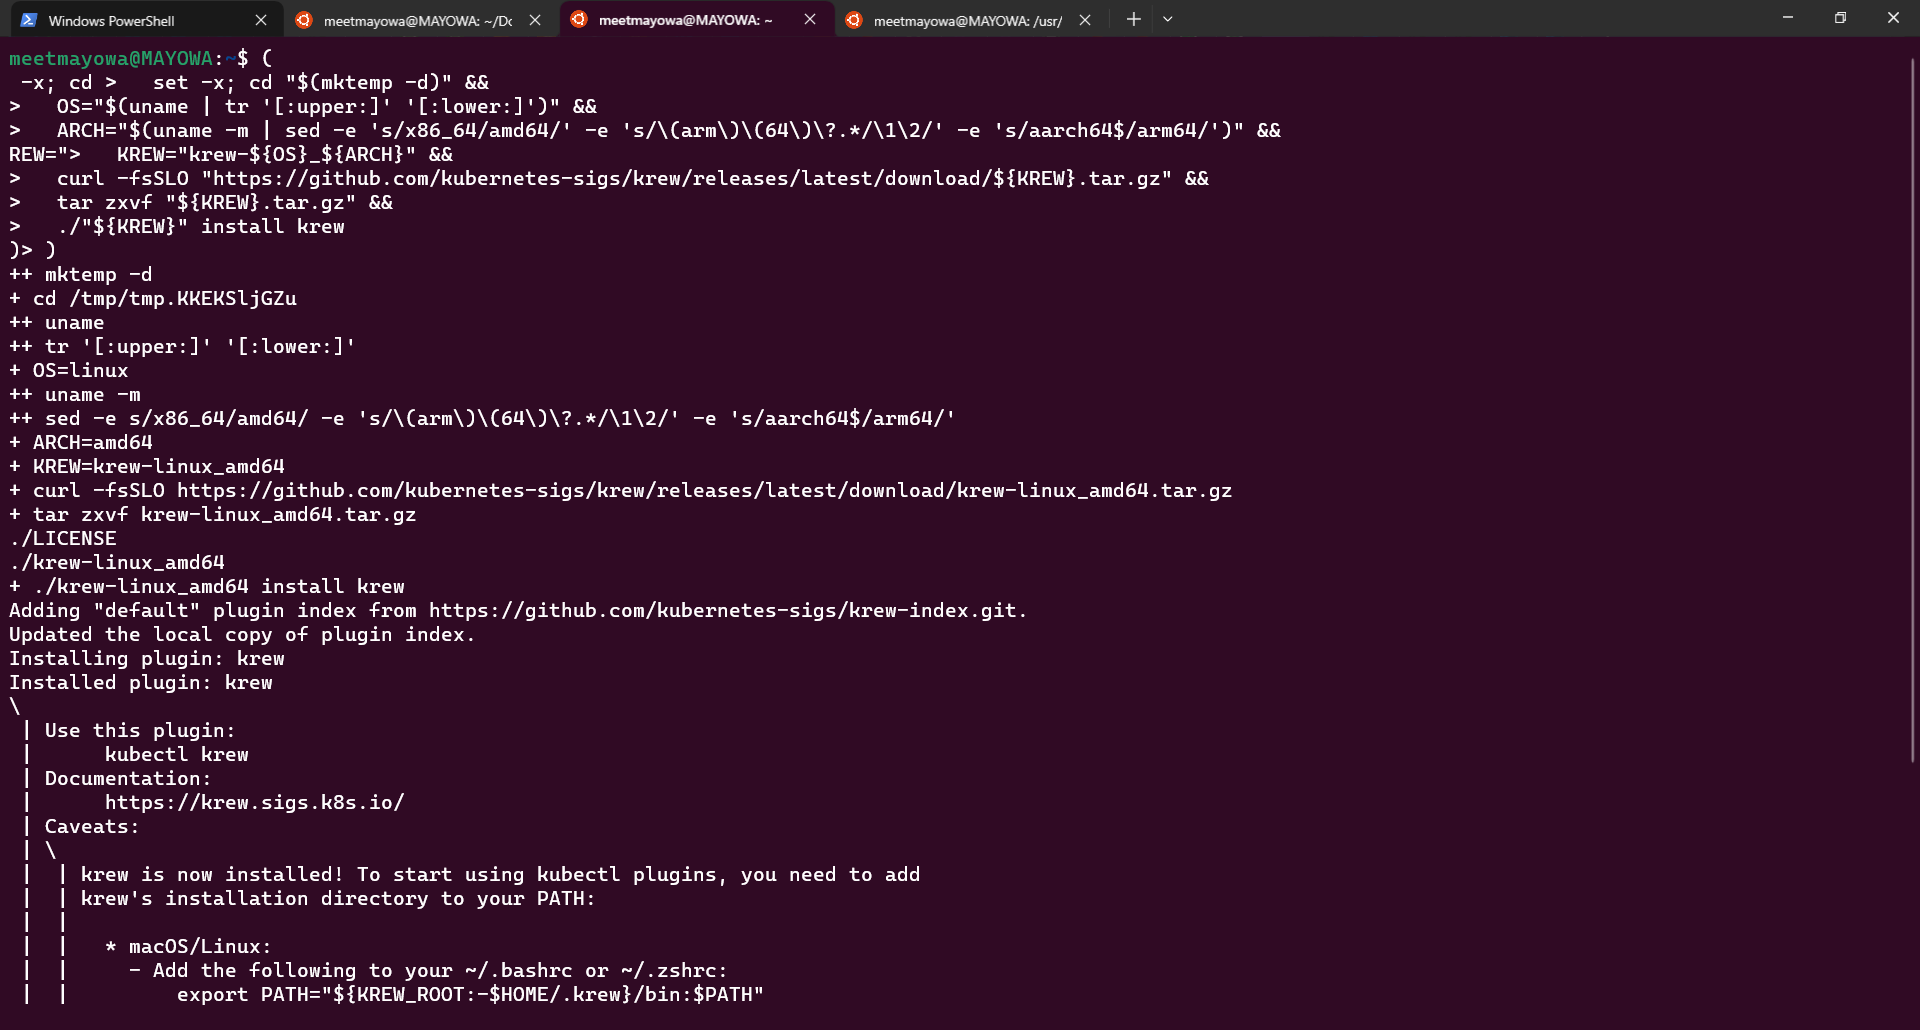 Windows PowerShell
meetmayowa@MAYOWA: ~/Do
meetmayowa@MAYOWA: ~
meetmayowa@MAYOWA: /usr/
meetmayowa@MAYOWA:~$ (
 -x; cd >   set -x; cd "$(mktemp -d)" &&
>   OS="$(uname | tr '[:upper:]' '[:lower:]')" &&
>   ARCH="$(uname -m | sed -e 's/x86_64/amd64/' -e 's/\(arm\)\(64\)\?.*/\1\2/' -e 's/aarch64$/arm64/')" &&
REW=">   KREW="krew-${OS}_${ARCH}" &&
>   curl -fsSLO "https://github.com/kubernetes-sigs/krew/releases/latest/download/${KREW}.tar.gz" &&
>   tar zxvf "${KREW}.tar.gz" &&
>   ./"${KREW}" install krew
)> )
++ mktemp -d
+ cd /tmp/tmp.KKEKSljGZu
++ uname
++ tr '[:upper:]' '[:lower:]'
+ OS=linux
++ uname -m
++ sed -e s/x86_64/amd64/ -e 's/\(arm\)\(64\)\?.*/\1\2/' -e 's/aarch64$/arm64/'
+ ARCH=amd64
+ KREW=krew-linux_amd64
+ curl -fsSLO https://github.com/kubernetes-sigs/krew/releases/latest/download/krew-linux_amd64.tar.gz
+ tar zxvf krew-linux_amd64.tar.gz
./LICENSE
./krew-linux_amd64
+ ./krew-linux_amd64 install krew
Adding "default" plugin index from https://github.com/kubernetes-sigs/krew-index.git.
Updated the local copy of plugin index.
Installing plugin: krew
Installed plugin: krew
\
 | Use this plugin:
 |      kubectl krew
 | Documentation:
 |      https://krew.sigs.k8s.io/
 | Caveats:
 | \
 |  | krew is now installed! To start using kubectl plugins, you need to add
 |  | krew's installation directory to your PATH:
 |  |
 |  |   * macOS/Linux:
 |  |     - Add the following to your ~/.bashrc or ~/.zshrc:
 |  |         export PATH="${KREW_ROOT:-$HOME/.krew}/bin:$PATH"